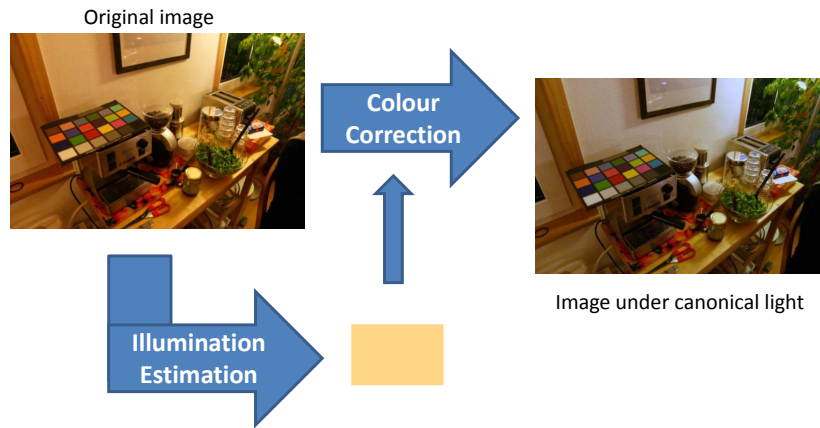 Original image
Colour
Correction
Image under canonical light
Illumination
Estimation